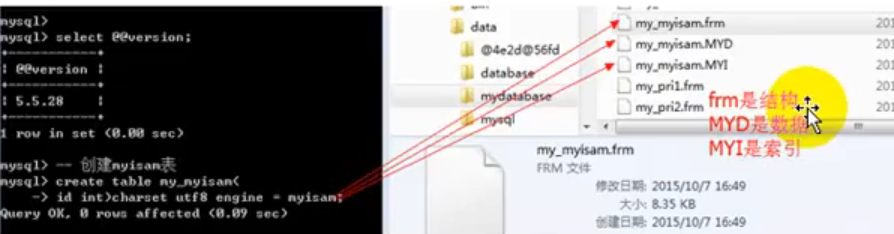 mysql>
mysql> select @@version;
+-----------+
| @@version |
+-----------+
| 5.5.28 |
+-----------+
1 row in set (0.00 sec)
mysql> -- 创建myisam表
mysql> create table my_myisam(
-> id int)charset utf8 engine = myisam;
Query OK, 0 rows affected (0.09 sec)
data
@4e2d@56fd
database
mydatabase
mysql
my_myisam.frm
my_myisam.MYD
my_myisam.MYI
my_pri1.frm
my_pri2.frm
201
201
201
201
201
frm是结构
MYD是数据
MYI是索引
my_myisam.frm
FRM 文件
修改日期: 2015/10/7 16:49
大小: 8.35 KB
创建日期: 2015/10/7 16:49